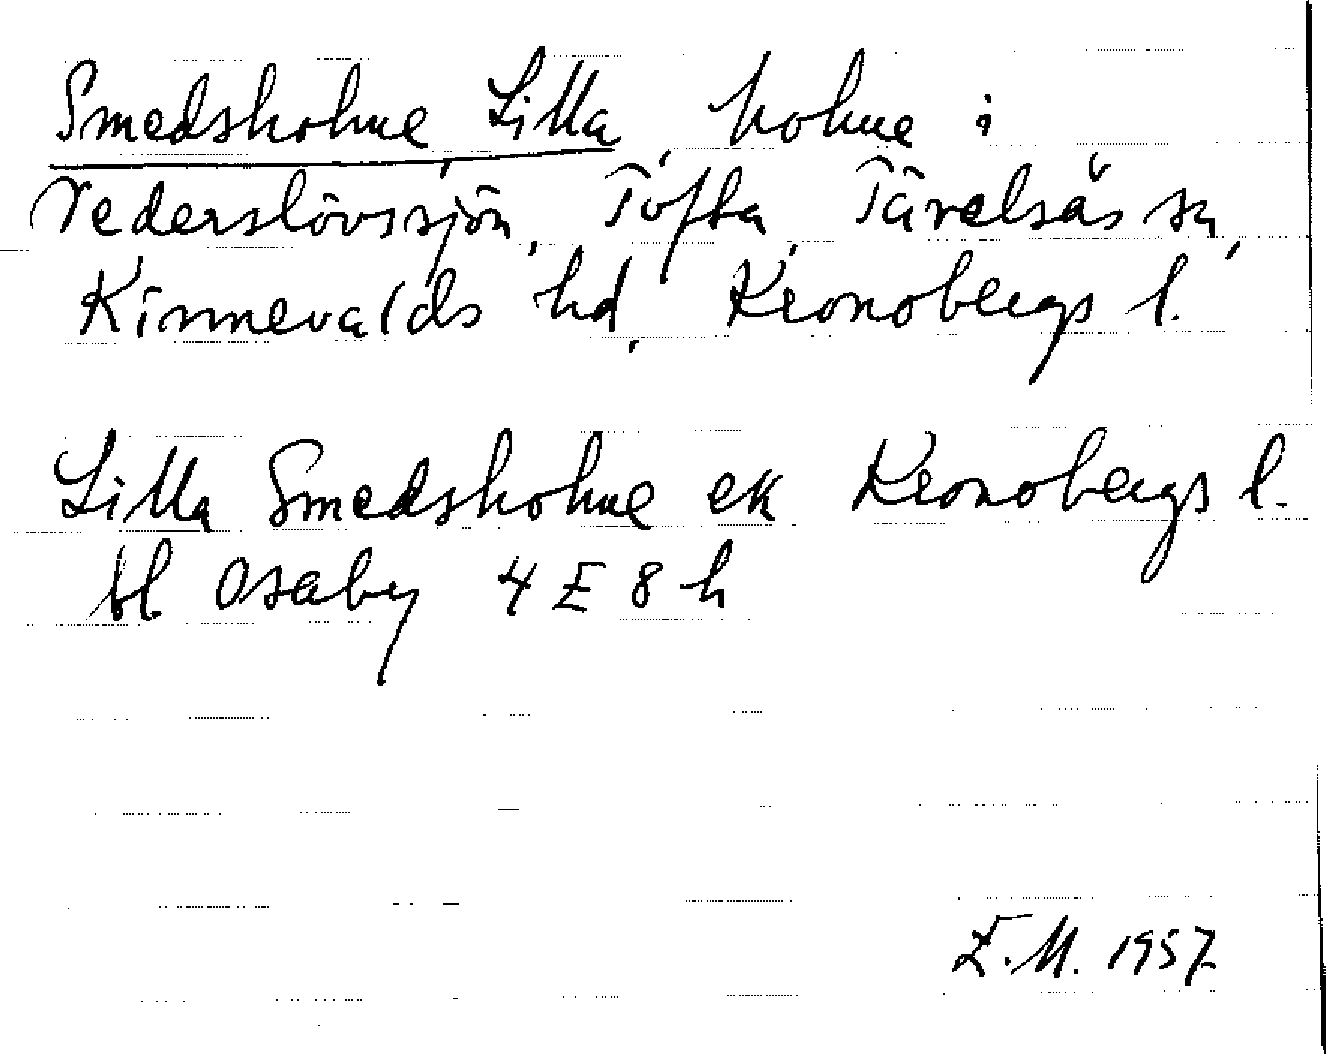 Smedsholme Lilla, holme i
Vederslövssjön, Tofta, Tävelsås sn,
Kinnevalds hd, Kronobergs l.
Lilla Smedsholme ek Kronobergs l.
bl Osaby 4 E 8 h
E.M. 1957